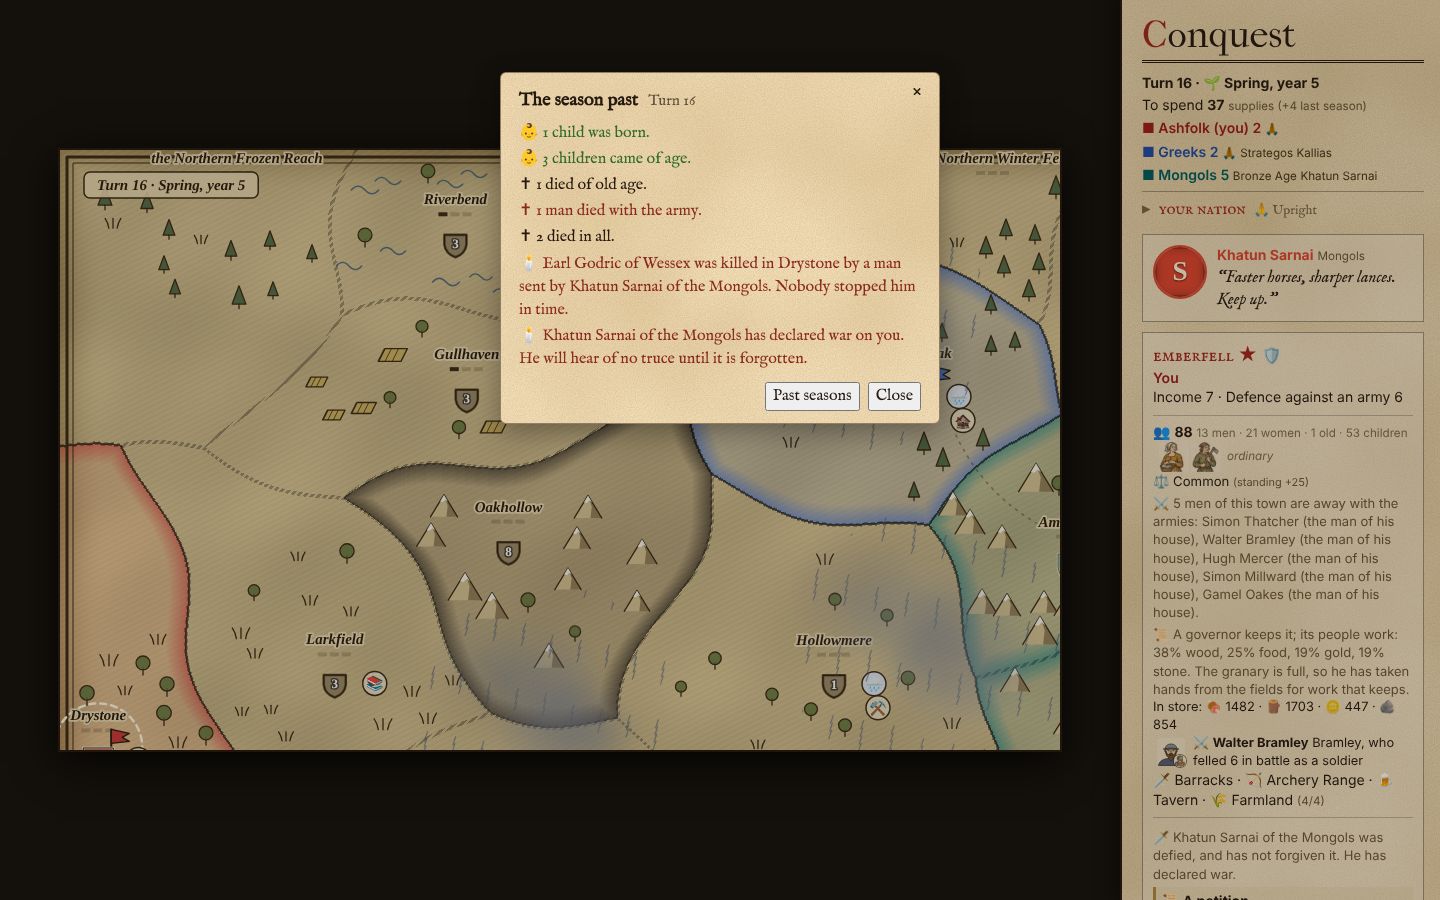 the Northern Frozen Reach
Turn 16 · Spring, year 5
Riverbend
3
Gullhaven
3
Oakhollow
8
Larkfield
3
Hollowmere
1
Drystone
Northern Winter Fe
nk
Am
The season past Turn 16
×
1 child was born.
3 children came of age.
1 died of old age.
1 man died with the army.
2 died in all.
Earl Godric of Wessex was killed in Drystone by a man
sent by Khatun Sarnai of the Mongols. Nobody stopped him
in time.
Khatun Sarnai of the Mongols has declared war on you.
He will hear of no truce until it is forgotten.
Past seasons
Close
Conquest
Turn 16 · Spring, year 5
To spend 37 supplies (+4 last season)
Ashfolk (you) 2
Greeks 2 Strategos Kallias
Mongols 5 Bronze Age Khatun Sarnai
YOUR NATION Upright
S
Khatun Sarnai Mongols
“Faster horses, sharper lances.
Keep up.”
EMBERFELL
You
Income 7 · Defence against an army 6
88 13 men · 21 women · 1 old · 53 children
ordinary
Common (standing +25)
5 men of this town are away with the
armies: Simon Thatcher (the man of his
house), Walter Bramley (the man of his
house), Hugh Mercer (the man of his
house), Simon Millward (the man of his
house), Gamel Oakes (the man of his
house).
A governor keeps it; its people work:
38% wood, 25% food, 19% gold, 19%
stone. The granary is full, so he has taken
hands from the fields for work that keeps.
In store: 1482 · 1703 · 447 ·
854
Walter Bramley Bramley, who
felled 6 in battle as a soldier
Barracks · Archery Range ·
Tavern · Farmland (4/4)
Khatun Sarnai of the Mongols was
defied, and has not forgiven it. He has
declared war.
A petition